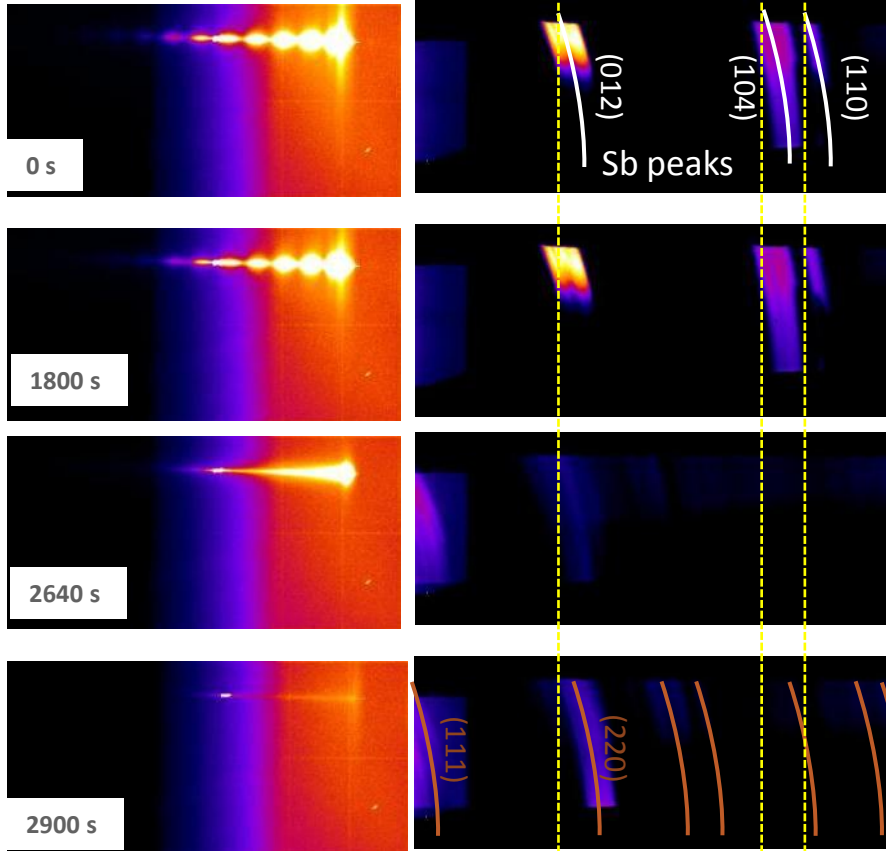 0 s
(012)
(104)
(110)
Sb peaks
1800 s
2640 s
2900 s
(111)
(220)